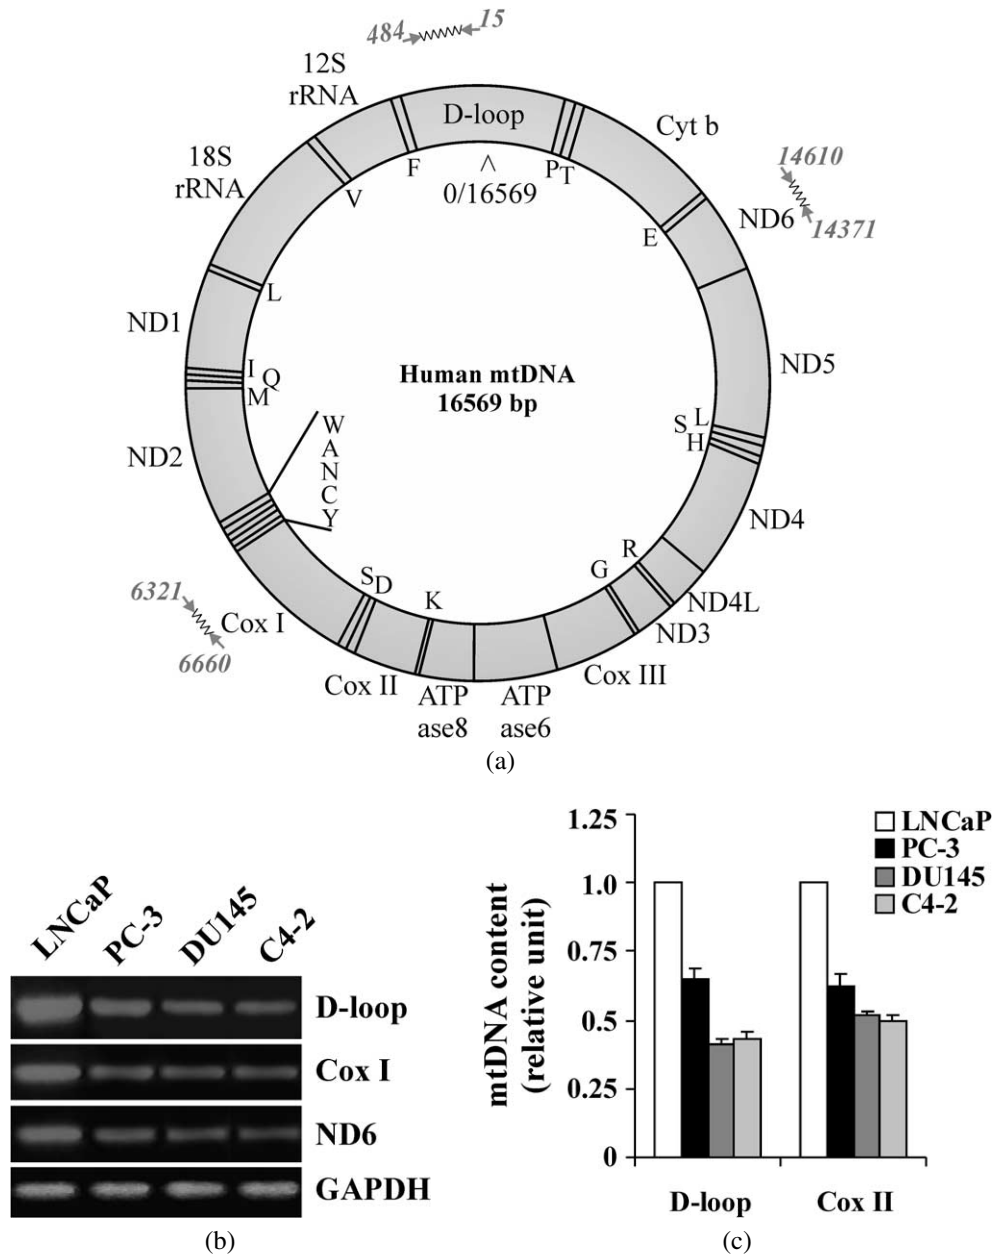 484
15
12S
rRNA
D-loop
Cyt b
14610
18S
rRNA
F
P
T
V
0/16569
ND6
14371
E
L
ND1
I
Q
M
Human mtDNA
16569 bp
ND5
L
S
H
W
A
N
C
Y
ND2
ND4
6321
Cox I
6660
S
D
K
G
R
ND4L
ND3
Cox II
ATP
ase8
ATP
ase6
Cox III
(a)
LNCaP
PC-3
DU145
C4-2
D-loop
Cox I
ND6
GAPDH
(b)
mtDNA content
(relative unit)
1.25
1.0
0.75
0.5
0.25
0
LNCaP
PC-3
DU145
C4-2
D-loop
Cox II
(c)